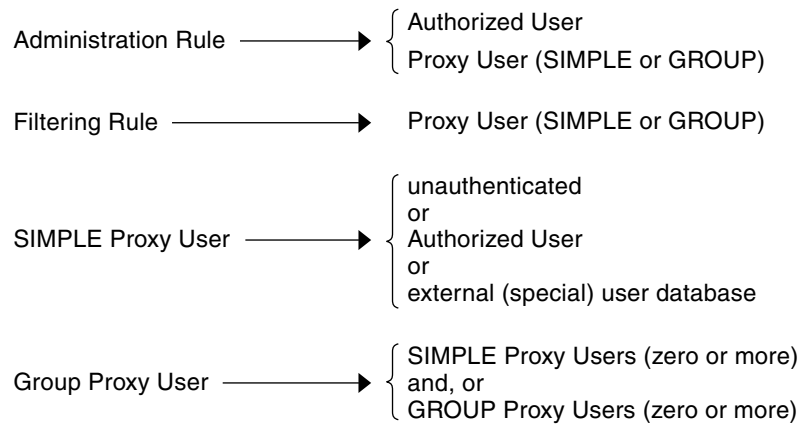 Administration Rule
Authorized User
Proxy User (SIMPLE or GROUP)
Filtering Rule
Proxy User (SIMPLE or GROUP)
SIMPLE Proxy User
unauthenticated
or
Authorized User
or
external (special) user database
Group Proxy User
SIMPLE Proxy Users (zero or more)
and, or
GROUP Proxy Users (zero or more)